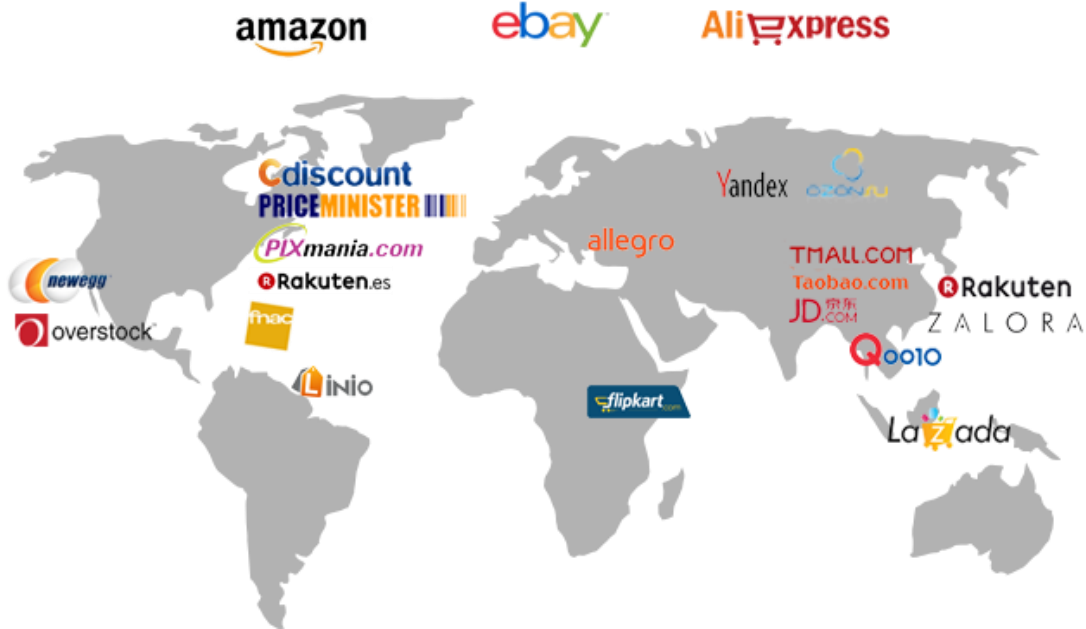 amazon
ebay
AliExpress
Cdiscount
PRICEMINISTER
PIXmania.com
Rakuten.es
fnac
newegg
overstock
LINIO
Yandex
OZON.RU
allegro
TMALL.COM
Taobao.com
JD.COM 京东
Rakuten
ZALORA
Qoo10
flipkart.com
Lazada